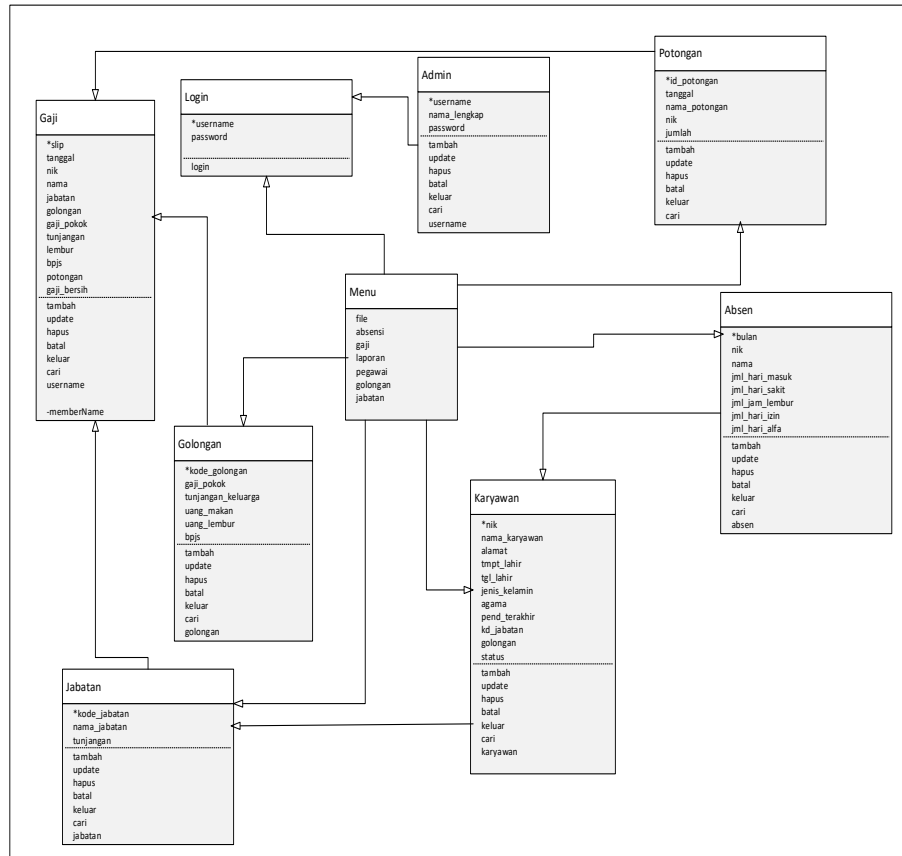 Gaji
*slip
tanggal
nik
nama
jabatan
golongan
gaji_pokok
tunjangan
lembur
bpjs
potongan
gaji_bersih
tambah
update
hapus
batal
keluar
cari
username
-memberName
Login
*username
password
login
Admin
*username
nama_lengkap
password
tambah
update
hapus
batal
keluar
cari
username
Potongan
*id_potongan
tanggal
nama_potongan
nik
jumlah
tambah
update
hapus
batal
keluar
cari
Menu
file
absensi
gaji
laporan
pegawai
golongan
jabatan
Absen
*bulan
nik
nama
jml_hari_masuk
jml_hari_sakit
jml_jam_lembur
jml_hari_izin
jml_hari_alfa
tambah
update
hapus
batal
keluar
cari
absen
Golongan
*kode_golongan
gaji_pokok
tunjangan_keluarga
uang_makan
uang_lembur
bpjs
tambah
update
hapus
batal
keluar
cari
golongan
Karyawan
*nik
nama_karyawan
alamat
tmpt_lahir
tgl_lahir
jenis_kelamin
agama
pend_terakhir
kd_jabatan
golongan
status
tambah
update
hapus
batal
keluar
cari
karyawan
Jabatan
*kode_jabatan
nama_jabatan
tunjangan
tambah
update
hapus
batal
keluar
cari
jabatan